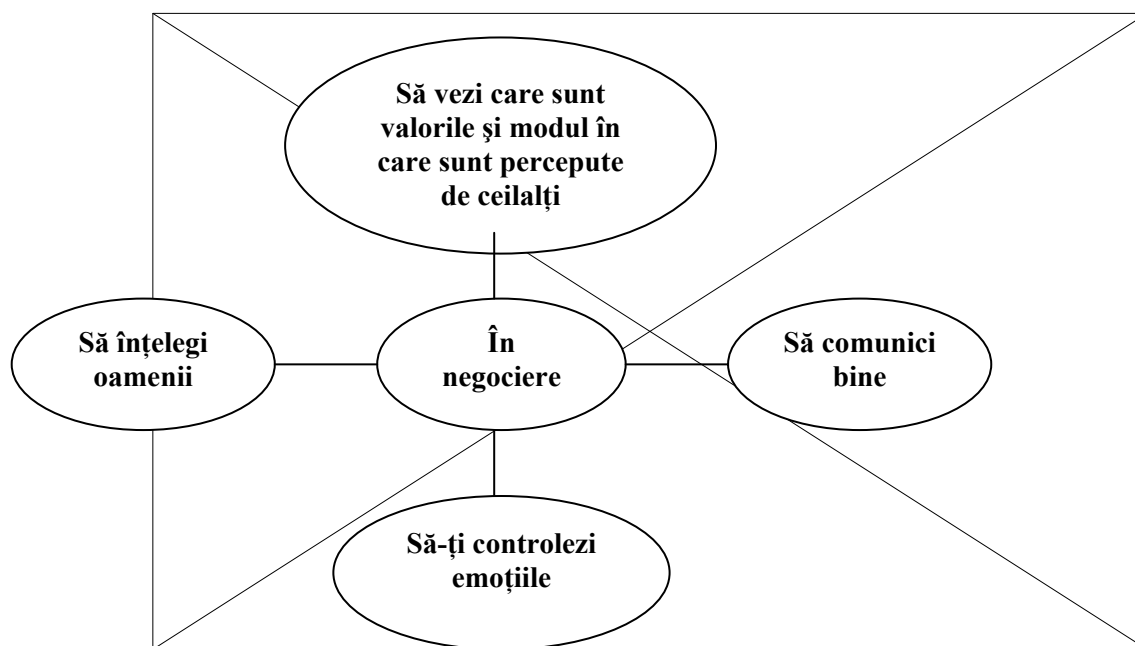 Să vezi care sunt
valorile şi modul în
care sunt percepute
de ceilalți
Să înțelegi
oamenii
În
negociere
Să comunici
bine
Să-ți controlezi
emoțiile